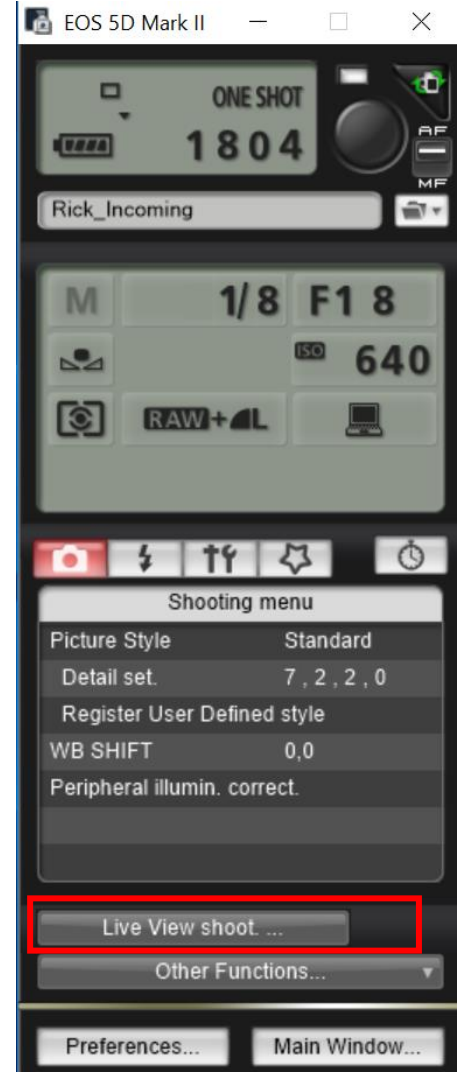 EOS 5D Mark II
ONE SHOT
1804
AF
MF
Rick_Incoming
M 1/8 F1 8
ISO 640
RAW+L
Shooting menu
Picture Style Standard
Detail set. 7 , 2 , 2 , 0
Register User Defined style
WB SHIFT 0,0
Peripheral illumin. correct.
Live View shoot. ...
Other Functions...
Preferences... Main Window...